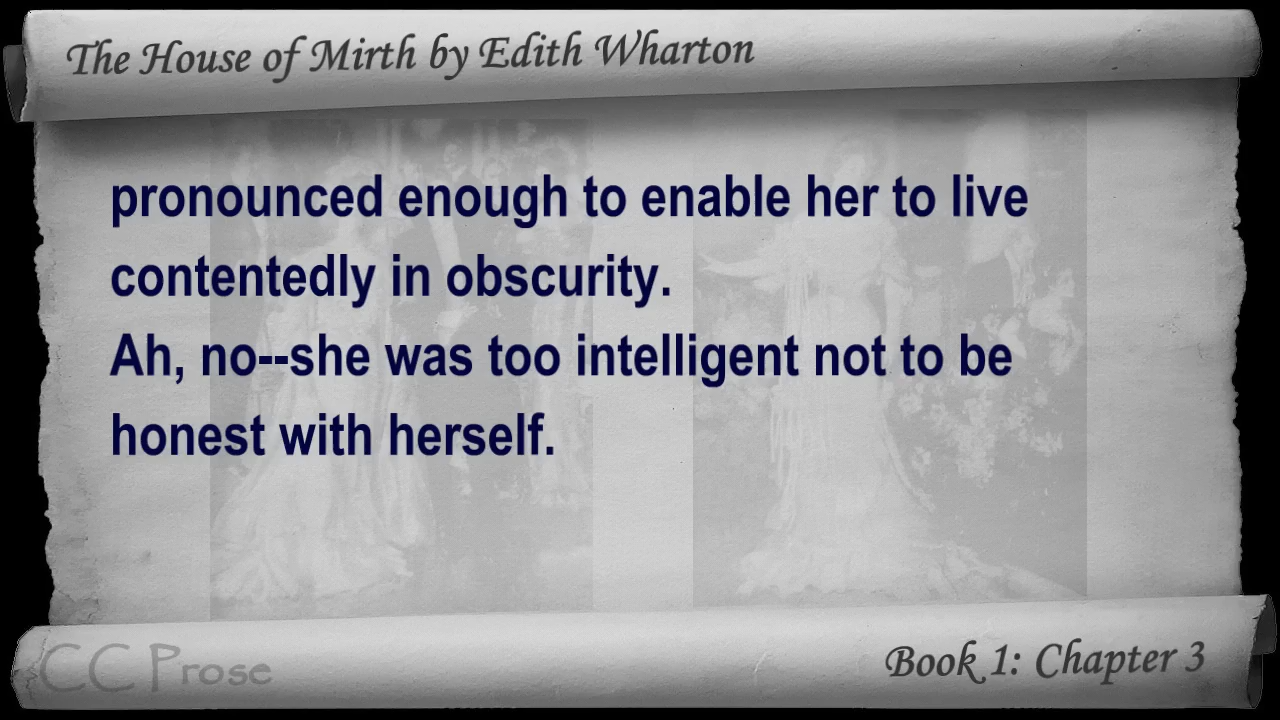 The House of Mirth by Edith Wharton
pronounced enough to enable her to live
contentedly in obscurity.
Ah, no--she was too intelligent not to be
honest with herself.
CC Prose
Book 1: Chapter 3